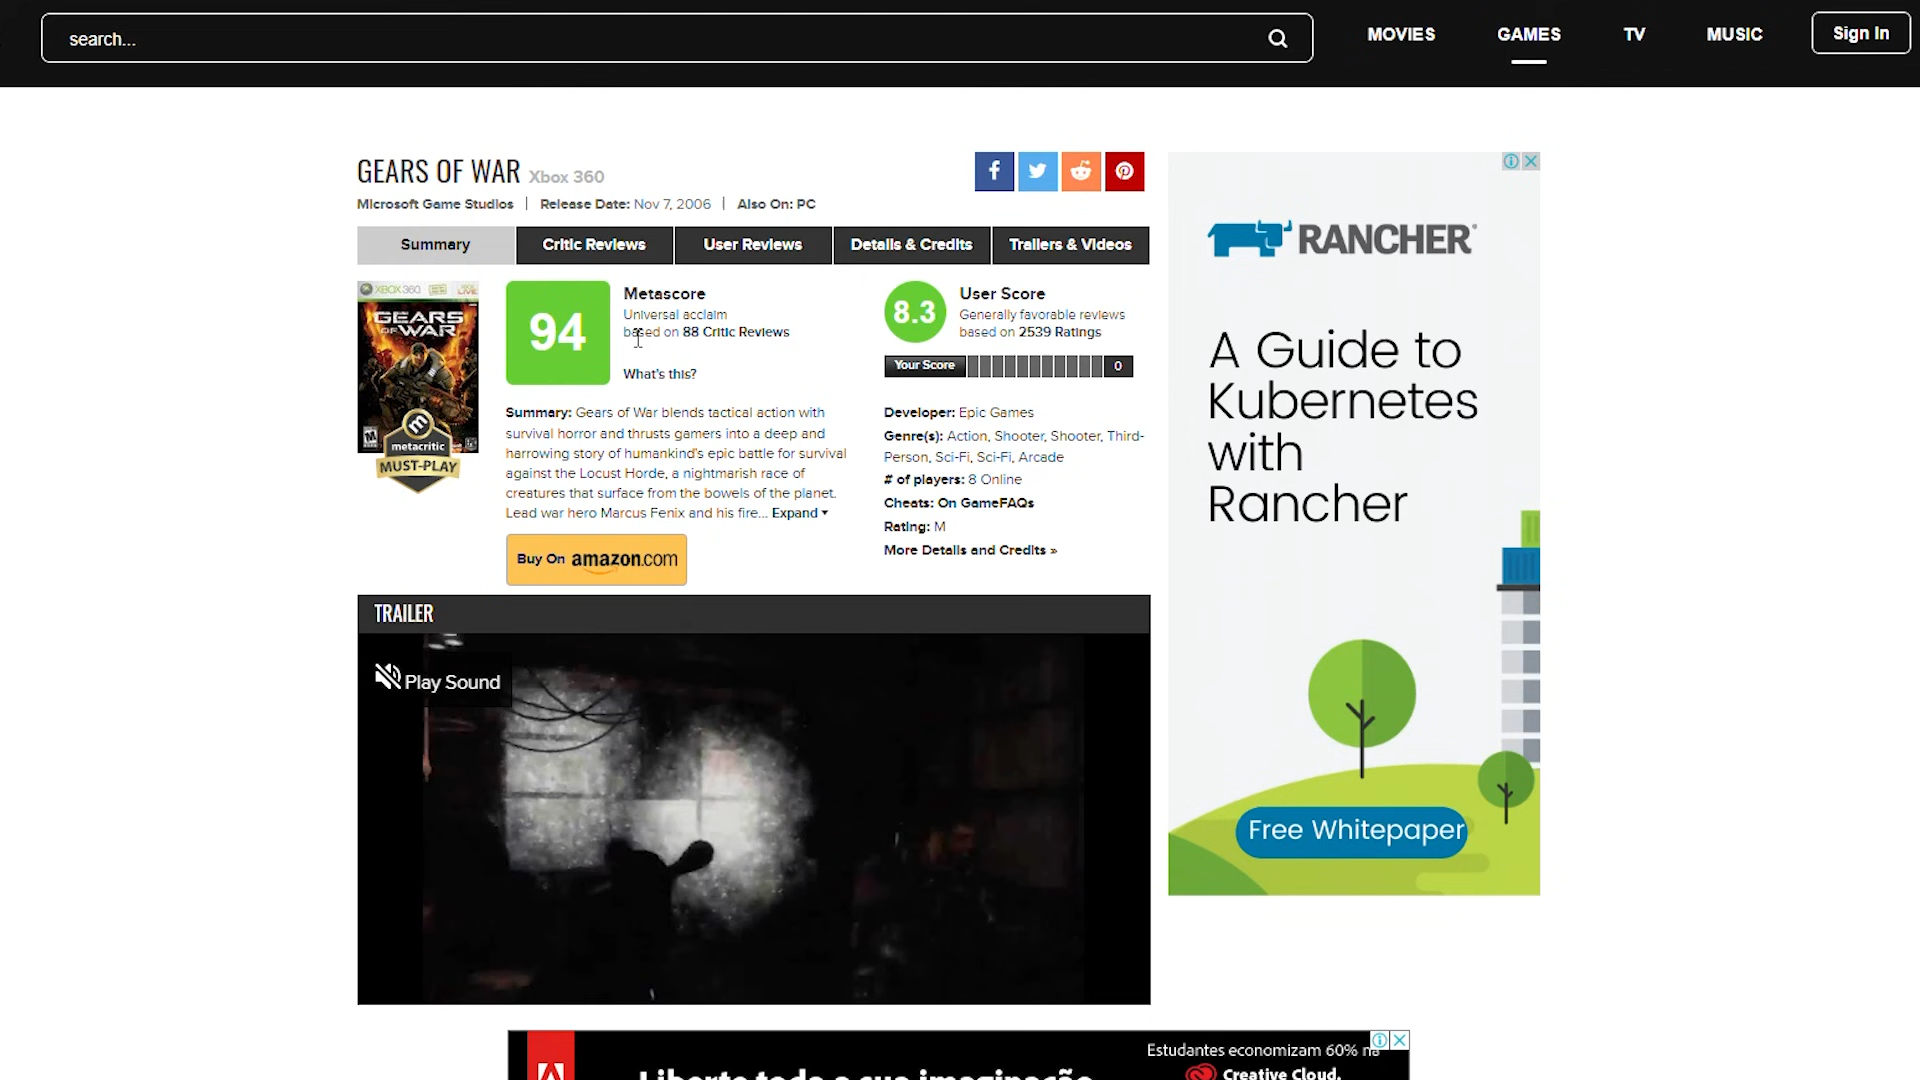 search...
MOVIES
GAMES
TV
MUSIC
Sign In
GEARS OF WAR Xbox 360
Microsoft Game Studios | Release Date: Nov 7, 2006 | Also On: PC
Summary
Critic Reviews
User Reviews
Details & Credits
Trailers & Videos
XBOX 360 LIVE
GEARS OF WAR
metacritic
MUST-PLAY
94
Metascore
Universal acclaim
based on 88 Critic Reviews
What's this?
8.3
User Score
Generally favorable reviews
based on 2539 Ratings
Your Score
0
Summary: Gears of War blends tactical action with
survival horror and thrusts gamers into a deep and
harrowing story of humankind's epic battle for survival
against the Locust Horde, a nightmarish race of
creatures that surface from the bowels of the planet.
Lead war hero Marcus Fenix and his fire... Expand
Buy On amazon.com
Developer: Epic Games
Genre(s): Action, Shooter, Shooter, Third-
Person, Sci-Fi, Sci-Fi, Arcade
# of players: 8 Online
Cheats: On GameFAQs
Rating: M
More Details and Credits »
TRAILER
Play Sound
RANCHER
A Guide to
Kubernetes
with
Rancher
Free Whitepaper
Estudantes economizam 60% na
Creative Cloud.
Liberte toda a sua imaginação